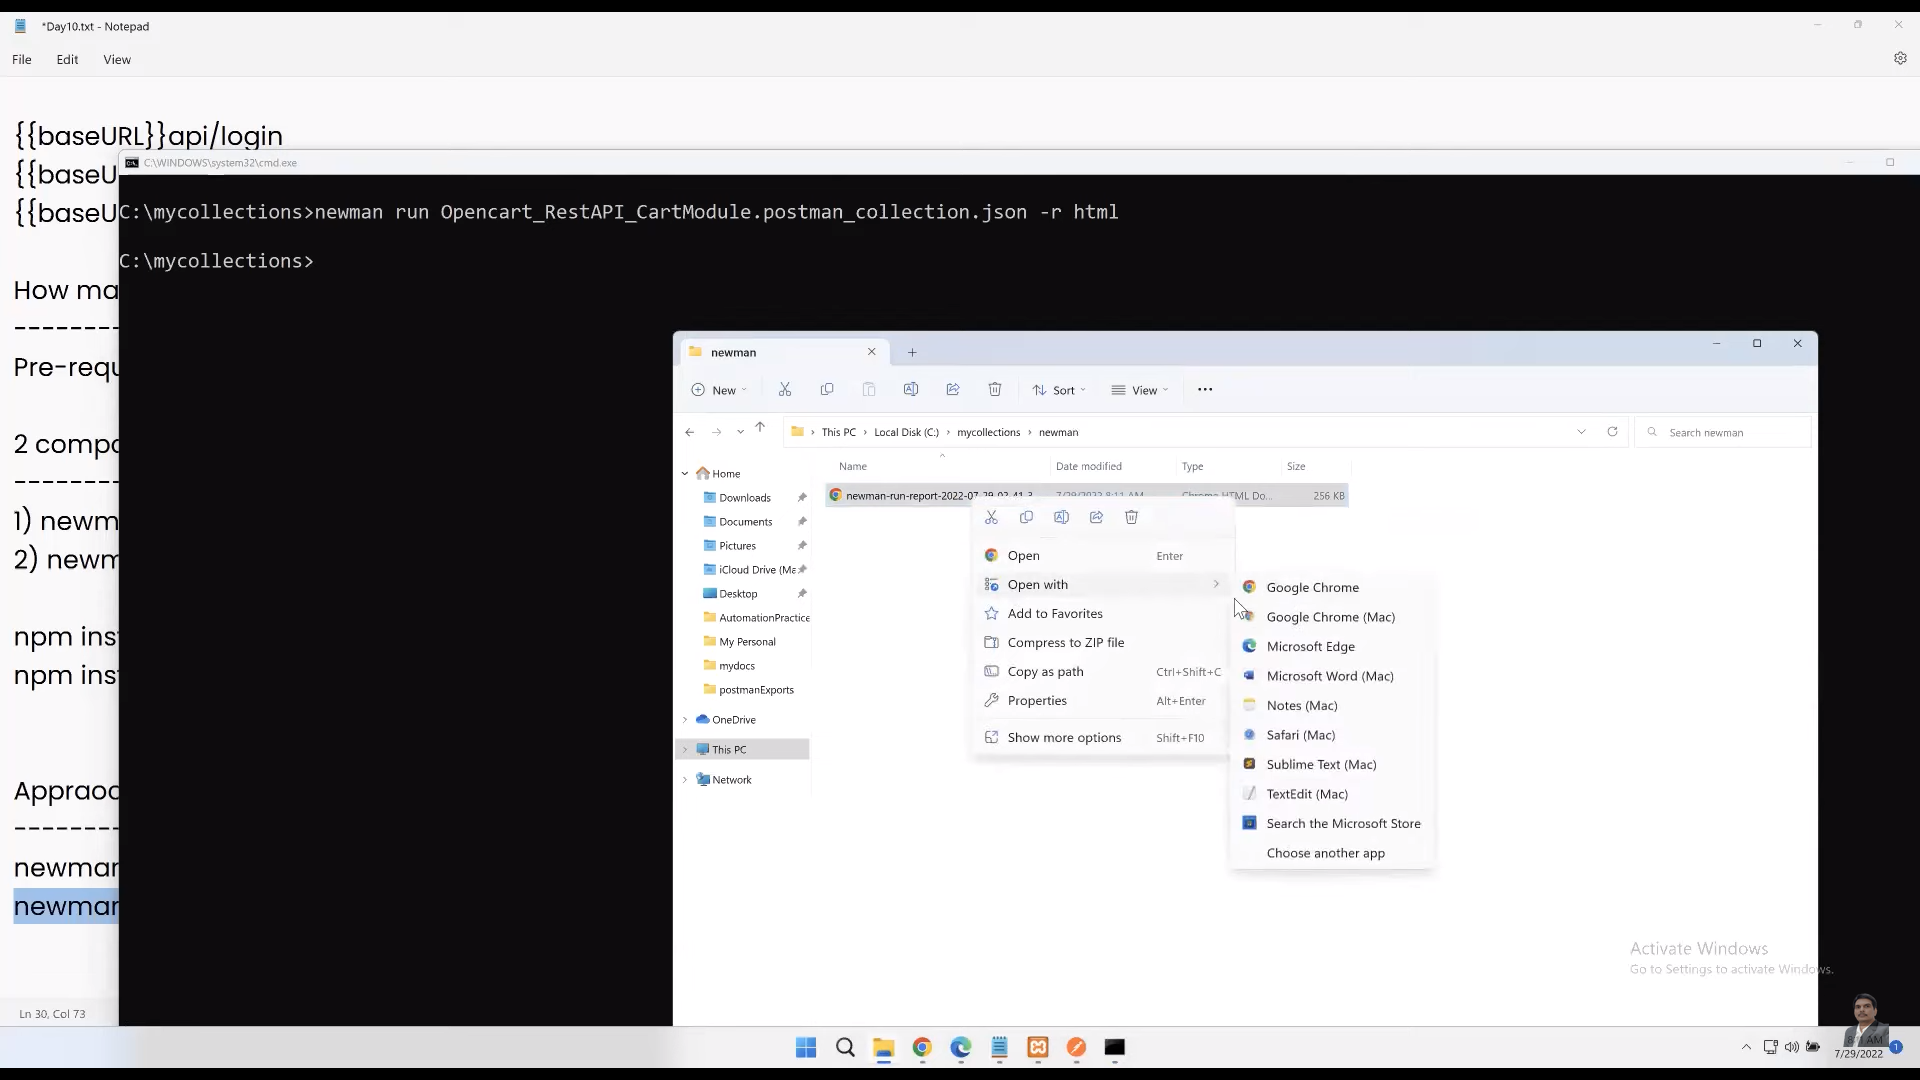 *Day10.txt - Notepad
File Edit View
{{baseURL}}api/login
{{baseU
{{baseU
How ma
--------
Pre-requ
2 compo
--------
1) newm
2) newm
npm inst
npm inst
Appraoc
--------
newman
newman
Ln 30, Col 73
C:\WINDOWS\system32\cmd.exe
C:\mycollections>newman run Opencart_RestAPI_CartModule.postman_collection.json -r html
C:\mycollections>
newman
New Sort View
This PC > Local Disk (C:) > mycollections > newman
Search newman
Name Date modified Type Size
newman-run-report-2022-07-29-02-41-3 7/29/2022 8:11 AM Chrome HTML Do... 256 KB
Home
Downloads
Documents
Pictures
iCloud Drive (Ma
Desktop
AutomationPractice
My Personal
mydocs
postmanExports
OneDrive
This PC
Network
Open Enter
Open with
Add to Favorites
Compress to ZIP file
Copy as path Ctrl+Shift+C
Properties Alt+Enter
Show more options Shift+F10
Google Chrome
Google Chrome (Mac)
Microsoft Edge
Microsoft Word (Mac)
Notes (Mac)
Safari (Mac)
Sublime Text (Mac)
TextEdit (Mac)
Search the Microsoft Store
Choose another app
Activate Windows
Go to Settings to activate Windows.
AM
7/29/2022
1